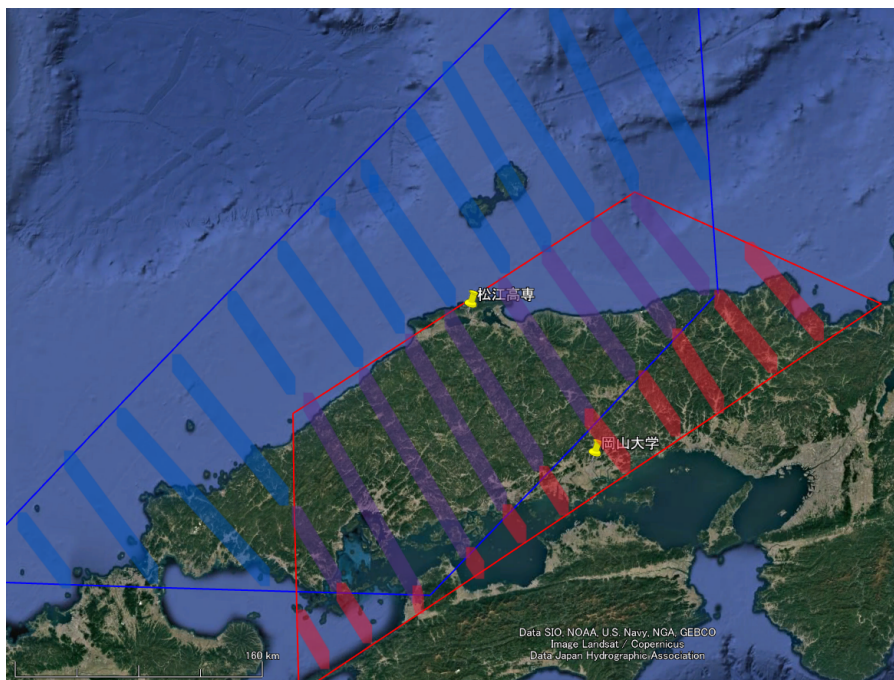 松江高専
岡山大学
Data SIO, NOAA, U.S. Navy, NGA, GEBCO
Image Landsat / Copernicus
Data Japan Hydrographic Association
160 km